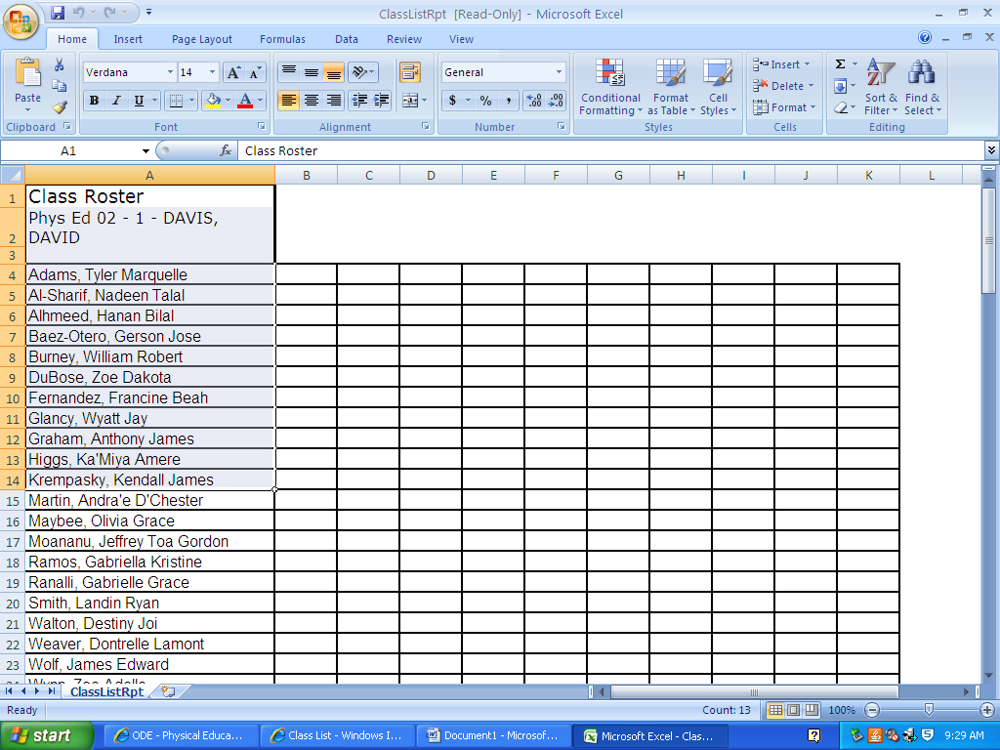 ClassListRpt [Read-Only] - Microsoft Excel
Home Insert Page Layout Formulas Data Review View
Verdana 14 General
Paste
B I U $ % , .00 .00
Conditional Formatting
Format as Table
Cell Styles
Insert
Delete
Format
Σ
Sort & Filter
Find & Select
Clipboard Font Alignment Number Styles Cells Editing
A1 fx Class Roster
A B C D E F G H I J K L
1 Class Roster
2 Phys Ed 02 - 1 - DAVIS,
DAVID
3
4 Adams, Tyler Marquelle
5 Al-Sharif, Nadeen Talal
6 Alhmeed, Hanan Bilal
7 Baez-Otero, Gerson Jose
8 Burney, William Robert
9 DuBose, Zoe Dakota
10 Fernandez, Francine Beah
11 Glancy, Wyatt Jay
12 Graham, Anthony James
13 Higgs, Ka'Miya Amere
14 Krempasky, Kendall James
15 Martin, Andra'e D'Chester
16 Maybee, Olivia Grace
17 Moananu, Jeffrey Toa Gordon
18 Ramos, Gabriella Kristine
19 Ranalli, Gabrielle Grace
20 Smith, Landin Ryan
21 Walton, Destiny Joi
22 Weaver, Dontrelle Lamont
23 Wolf, James Edward
ClassListRpt
Ready Count: 13 100%
start ODE - Physical Educa... Class List - Windows I... Document1 - Microsof... Microsoft Excel - Clas... 9:29 AM